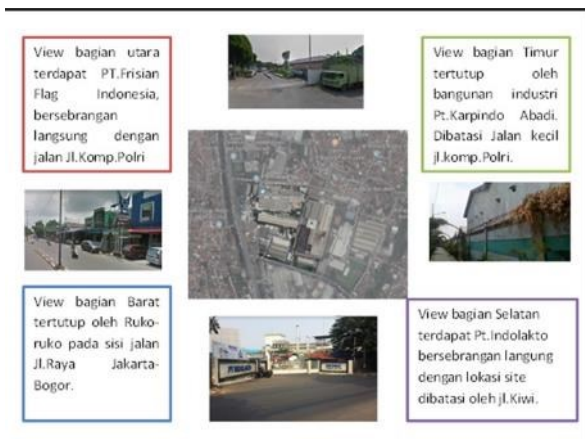 View bagian utara
terdapat PT.Frisian
Flag Indonesia,
bersebrangan
langsung dengan
jalan Jl.Komp.Polri
View bagian Timur
tertutup oleh
bangunan industri
Pt.Karpindo Abadi.
Dibatasi Jalan kecil
jl.komp.Polri.
View bagian Barat
tertutup oleh Ruko-
ruko pada sisi jalan
Jl.Raya Jakarta-
Bogor.
View bagian Selatan
terdapat Pt.Indolakto
bersebrangan langung
dengan lokasi site
dibatasi oleh jl.Kiwi.